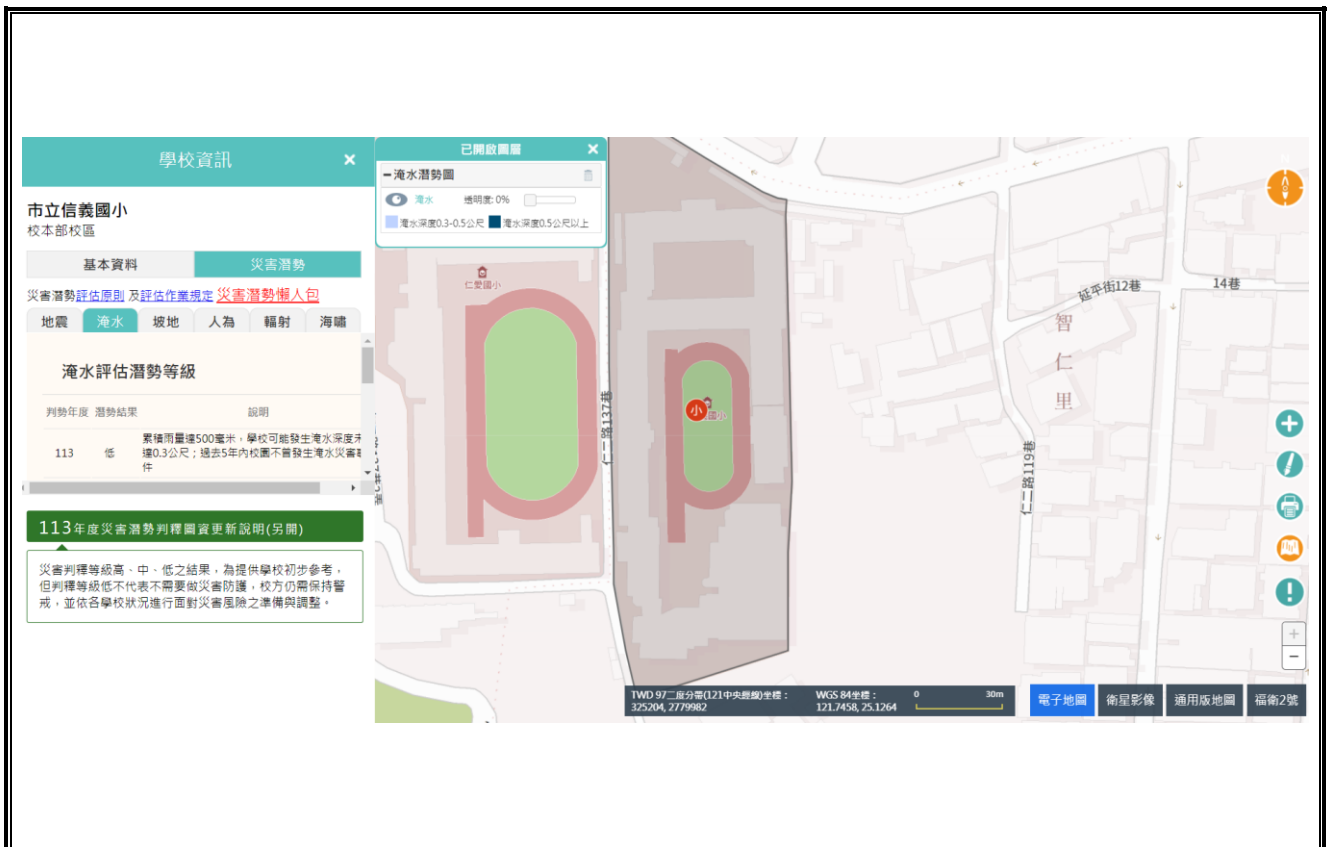 學校資訊 ×
市立信義國小
校本部校區
基本資料 災害潛勢
災害潛勢評估原則 及評估作業規定 災害潛勢懶人包
地震 淹水 坡地 人為 輻射 海嘯
淹水評估潛勢等級
判勢年度 潛勢結果 說明
113 低 累積雨量達500毫米，學校可能發生淹水深度未
達0.3公尺；過去5年內校園不曾發生淹水災害事
件
113年度災害潛勢判釋圖資更新說明(另開)
災害判釋等級高、中、低之結果，為提供學校初步參考，
但判釋等級低不代表不需要做災害防護，校方仍需保持警
戒，並依各學校狀況進行面對災害風險之準備與調整。
已開啟圖層 ×
淹水潛勢圖
淹水 透明度: 0%
淹水深度0.3-0.5公尺 淹水深度0.5公尺以上
仁愛國小
小
國小
仁二路137巷
延平街12巷
14巷
智仁里
仁二路119巷
TWD 97二度分帶(121中央經線)坐標：
325204, 2779982
WGS 84坐標：
121.7458, 25.1264
0 30m
電子地圖 衛星影像 通用版地圖 福衛2號